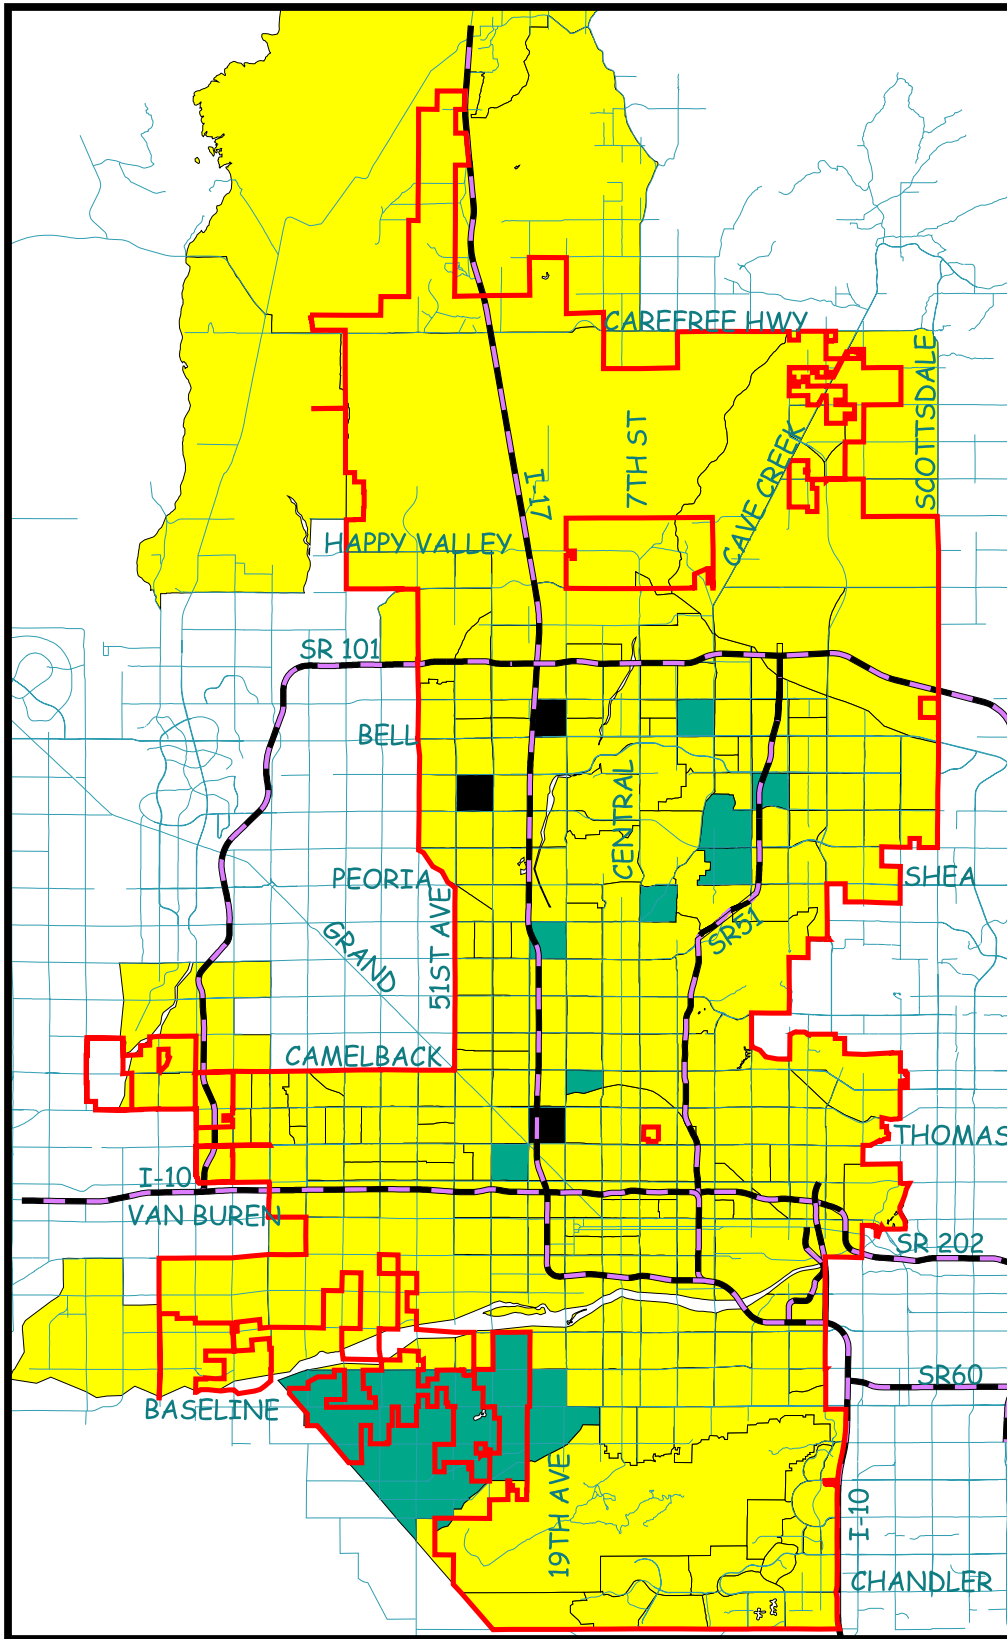 CAREFREE HWY
SCOTTSDALE
7TH ST
CAVE CREEK
I-17
HAPPY VALLEY
SR 101
BELL
CENTRAL
PEORIA
SHEA
51ST AVE
GRAND
SR51
CAMELBACK
THOMAS
I-10
VAN BUREN
SR 202
SR60
BASELINE
19TH AVE
I-10
CHANDLER